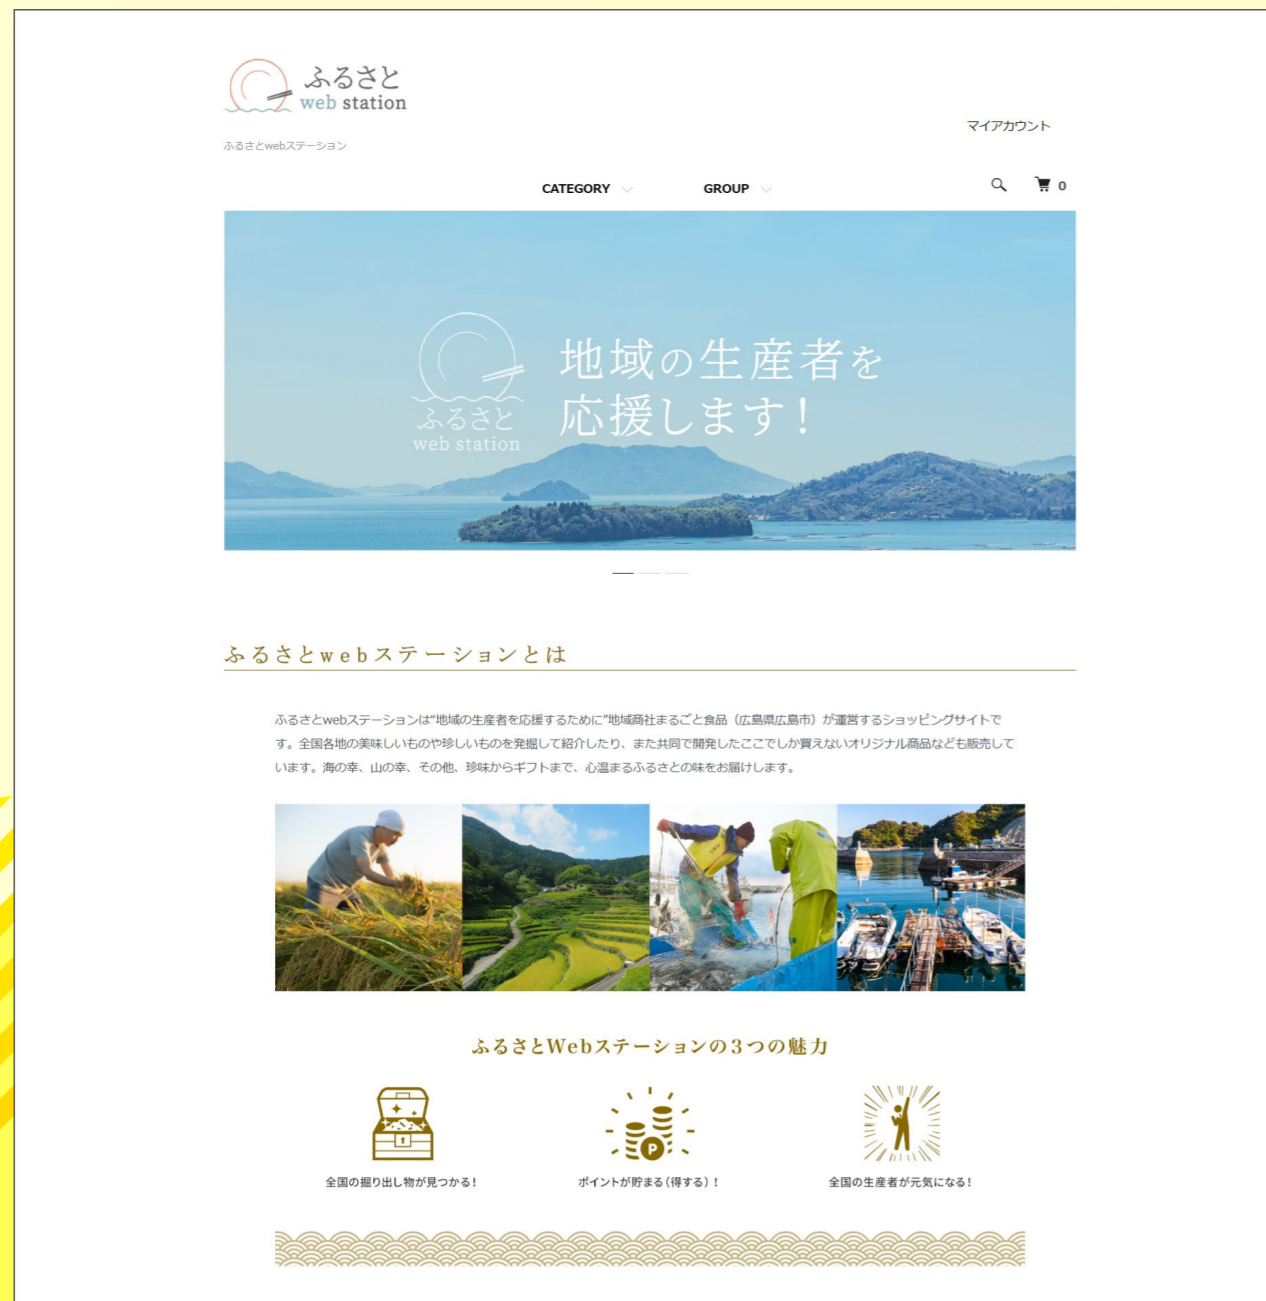 ふるさと
web station
ふるさとwebステーション
マイアカウント
CATEGORY
GROUP
0
地域の生産者を
応援します！
ふるさと
web station
ふるさとwebステーションとは
ふるさとwebステーションは“地域の生産者を応援するために”地域商社まるごと食品（広島県広島市）が運営するショッピングサイトで
す。全国各地の美味しいものや珍しいものを発掘して紹介したり、また共同で開発したここでしか買えないオリジナル商品なども販売して
います。海の幸、山の幸、その他、珍味からギフトまで、心温まるふるさとの味をお届けします。
ふるさとWebステーションの３つの魅力
P
全国の掘り出し物が見つかる！
ポイントが貯まる（得する）！
全国の生産者が元気になる！